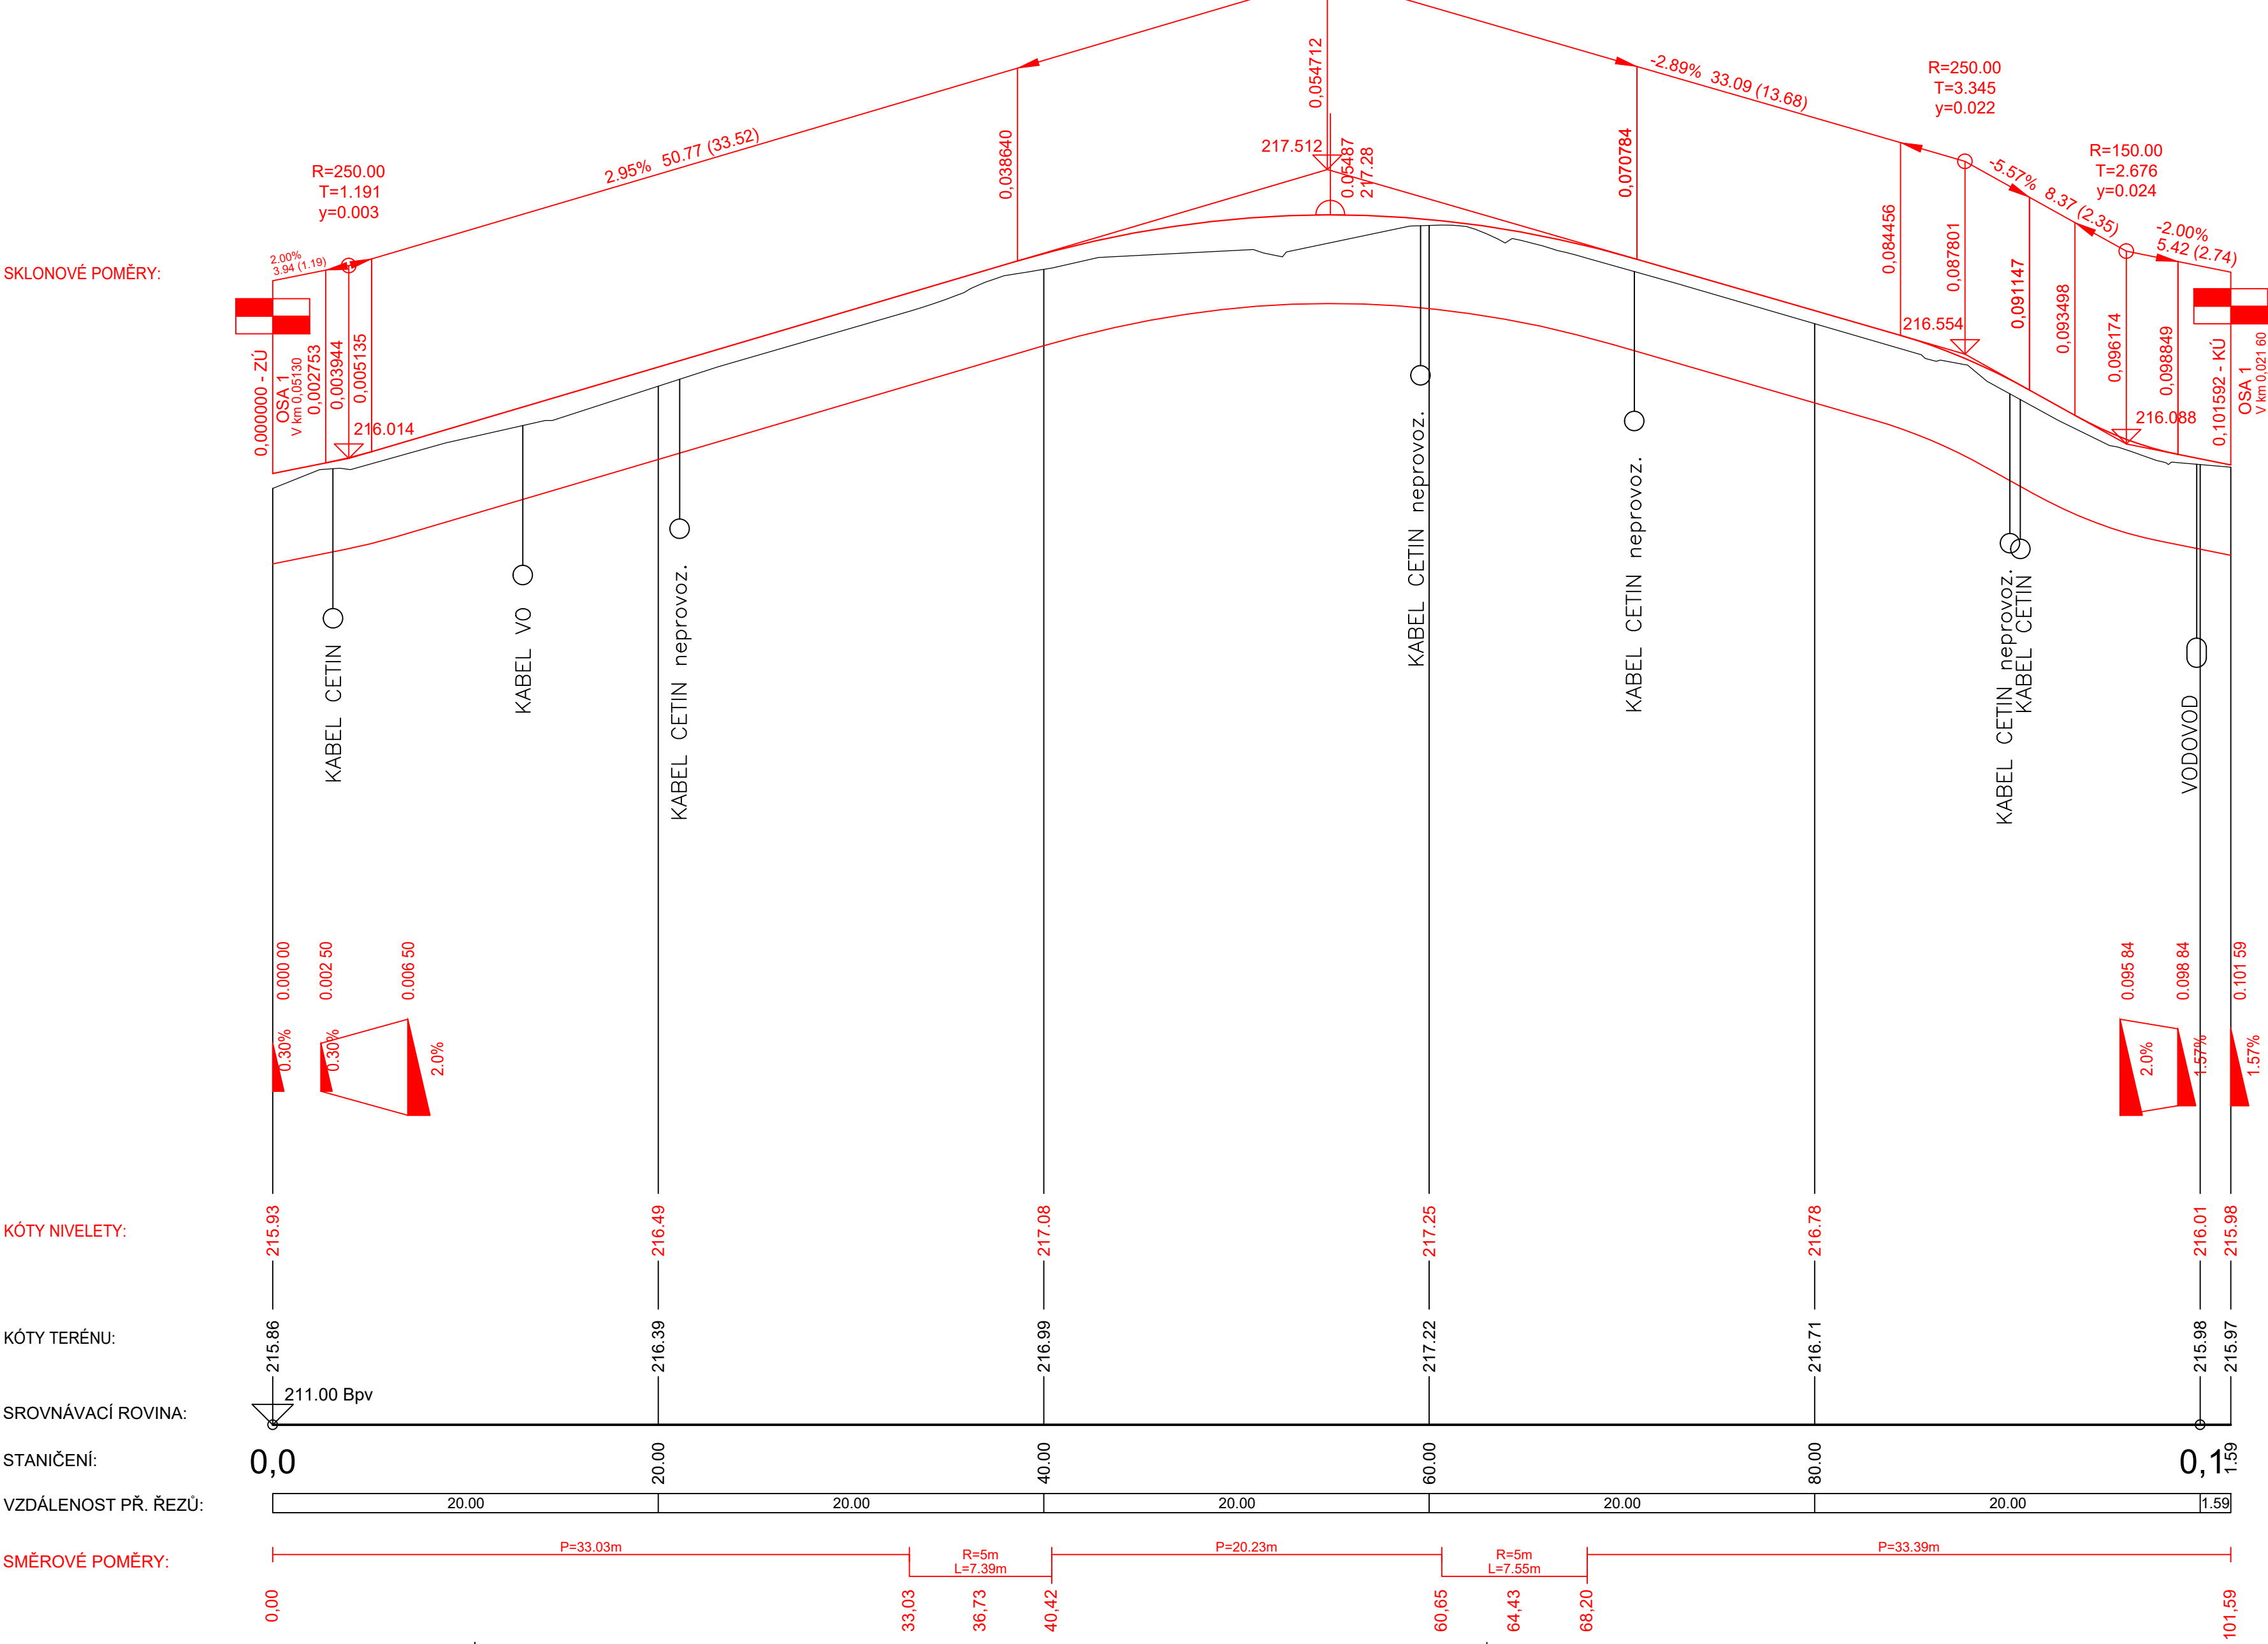 0,054712
-2.89% 33.09 (13.68)
R=250.00
T=3.345
y=0.022
2.95% 50.77 (33.52)
0,038640
217.512
0.05487
217.28
0,070784
R=150.00
T=2.676
y=0.024
R=250.00
T=1.191
y=0.003
-5.57% 8.37 (2.35)
0,084456
0,087801
-2.00%
5.42 (2.74)
2.00%
3.94 (1.19)
SKLONOVÉ POMĚRY:
0,091147
0,093498
0,096174
0,098849
216.554
0,000000 - ZÚ
OSA 1
V km 0,05130
0,002753
0,003944
0,005135
216.014
216.088
0,101592 - KÚ
OSA 1
V km 0,021 60
KABEL CETIN
KABEL VO
KABEL CETIN neprovoz.
KABEL CETIN neprovoz.
KABEL CETIN neprovoz.
KABEL CETIN neprovoz.
KABEL CETIN
VODOVOD
0.000 00
0.002 50
0.006 50
0.095 84
0.098 84
0.101 59
0.30%
0.30%
2.0%
2.0%
1.57%
1.57%
KÓTY NIVELETY:
215.93
216.49
217.08
217.25
216.78
216.01
215.98
KÓTY TERÉNU:
215.86
216.39
216.99
217.22
216.71
215.98
215.97
211.00 Bpv
SROVNÁVACÍ ROVINA:
STANIČENÍ:
0,0
20.00
40.00
60.00
80.00
0,1
1.59
VZDÁLENOST PŘ. ŘEZŮ:
20.00
20.00
20.00
20.00
20.00
1.59
SMĚROVÉ POMĚRY:
P=33.03m
R=5m
L=7.39m
P=20.23m
R=5m
L=7.55m
P=33.39m
0,00
33,03
36,73
40,42
60,65
64,43
68,20
101,59